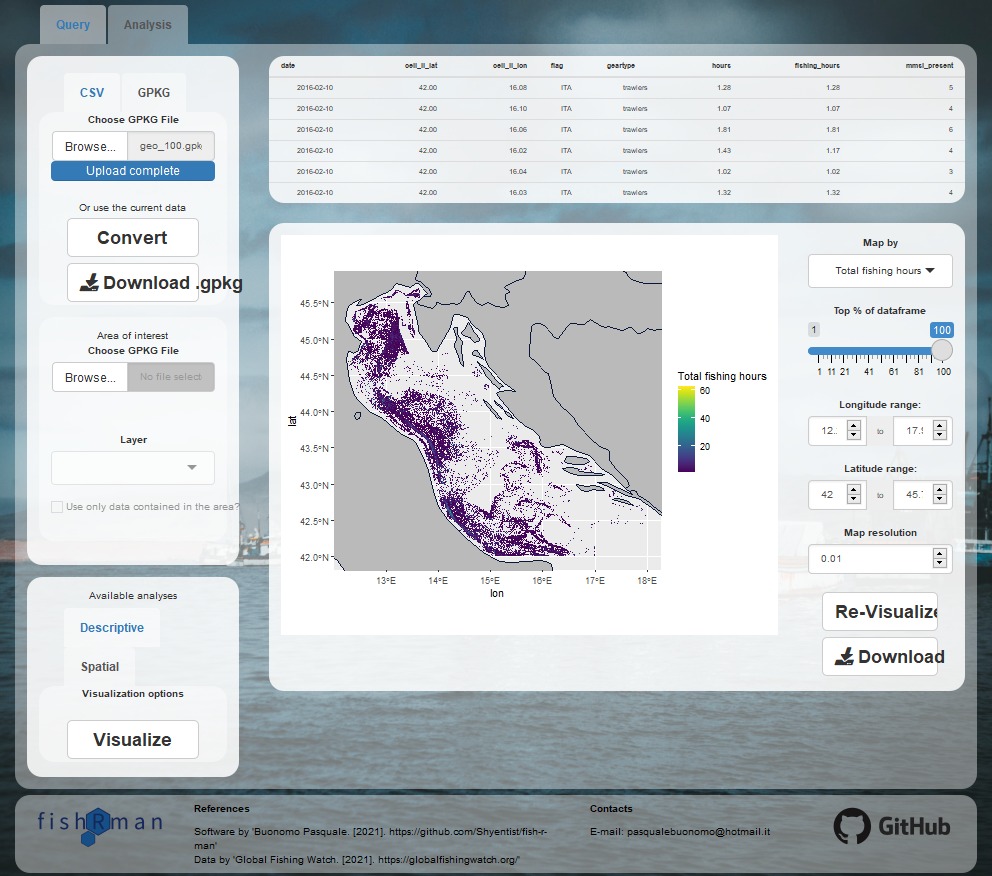 Query Analysis
CSV GPKG
Choose GPKG File
Browse... geo_100.gpk
Upload complete
Or use the current data
Convert
Download .gpkg
Area of interest
Choose GPKG File
Browse... No file select
Layer
Use only data contained in the area?
Available analyses
Descriptive
Spatial
Visualization options
Visualize
date cell_ll_lat cell_ll_lon flag geartype hours fishing_hours mmsi_present
2016-02-10 42.00 16.08 ITA trawlers 1.28 1.28 5
2016-02-10 42.00 16.10 ITA trawlers 1.07 1.07 4
2016-02-10 42.00 16.06 ITA trawlers 1.81 1.81 6
2016-02-10 42.00 16.02 ITA trawlers 1.43 1.17 4
2016-02-10 42.00 16.04 ITA trawlers 1.02 1.02 3
2016-02-10 42.00 16.03 ITA trawlers 1.32 1.32 4
45.5°N
45.0°N
44.5°N
44.0°N
43.5°N
43.0°N
42.5°N
42.0°N
lat
13°E 14°E 15°E 16°E 17°E 18°E
lon
Total fishing hours
60
40
20
Map by
Total fishing hours
Top % of dataframe
1 100
1 11 21 41 61 81 100
Longitude range:
12. to 17.
Latitude range:
42 to 45.
Map resolution
0.01
Re-Visualize
Download
fishRman
References
Software by 'Buonomo Pasquale. [2021]. https://github.com/Shyentist/fish-r-
man'
Data by 'Global Fishing Watch. [2021]. https://globalfishingwatch.org/'
Contacts
E-mail: pasqualebuonomo@hotmail.it
GitHub